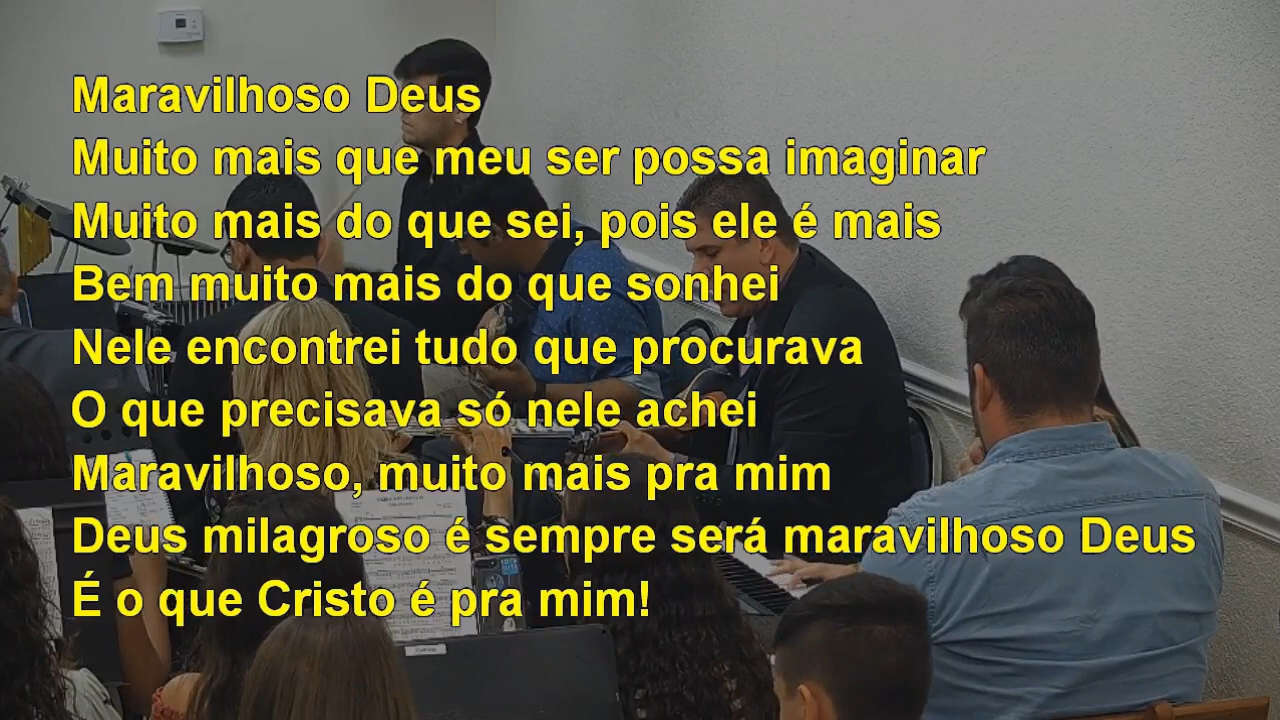 Maravilhoso Deus
Muito mais que meu ser possa imaginar
Muito mais do que sei, pois ele é mais
Bem muito mais do que sonhei
Nele encontrei tudo que procurava
O que precisava só nele achei
Maravilhoso, muito mais pra mim
Deus milagroso é sempre será maravilhoso Deus
É o que Cristo é pra mim!